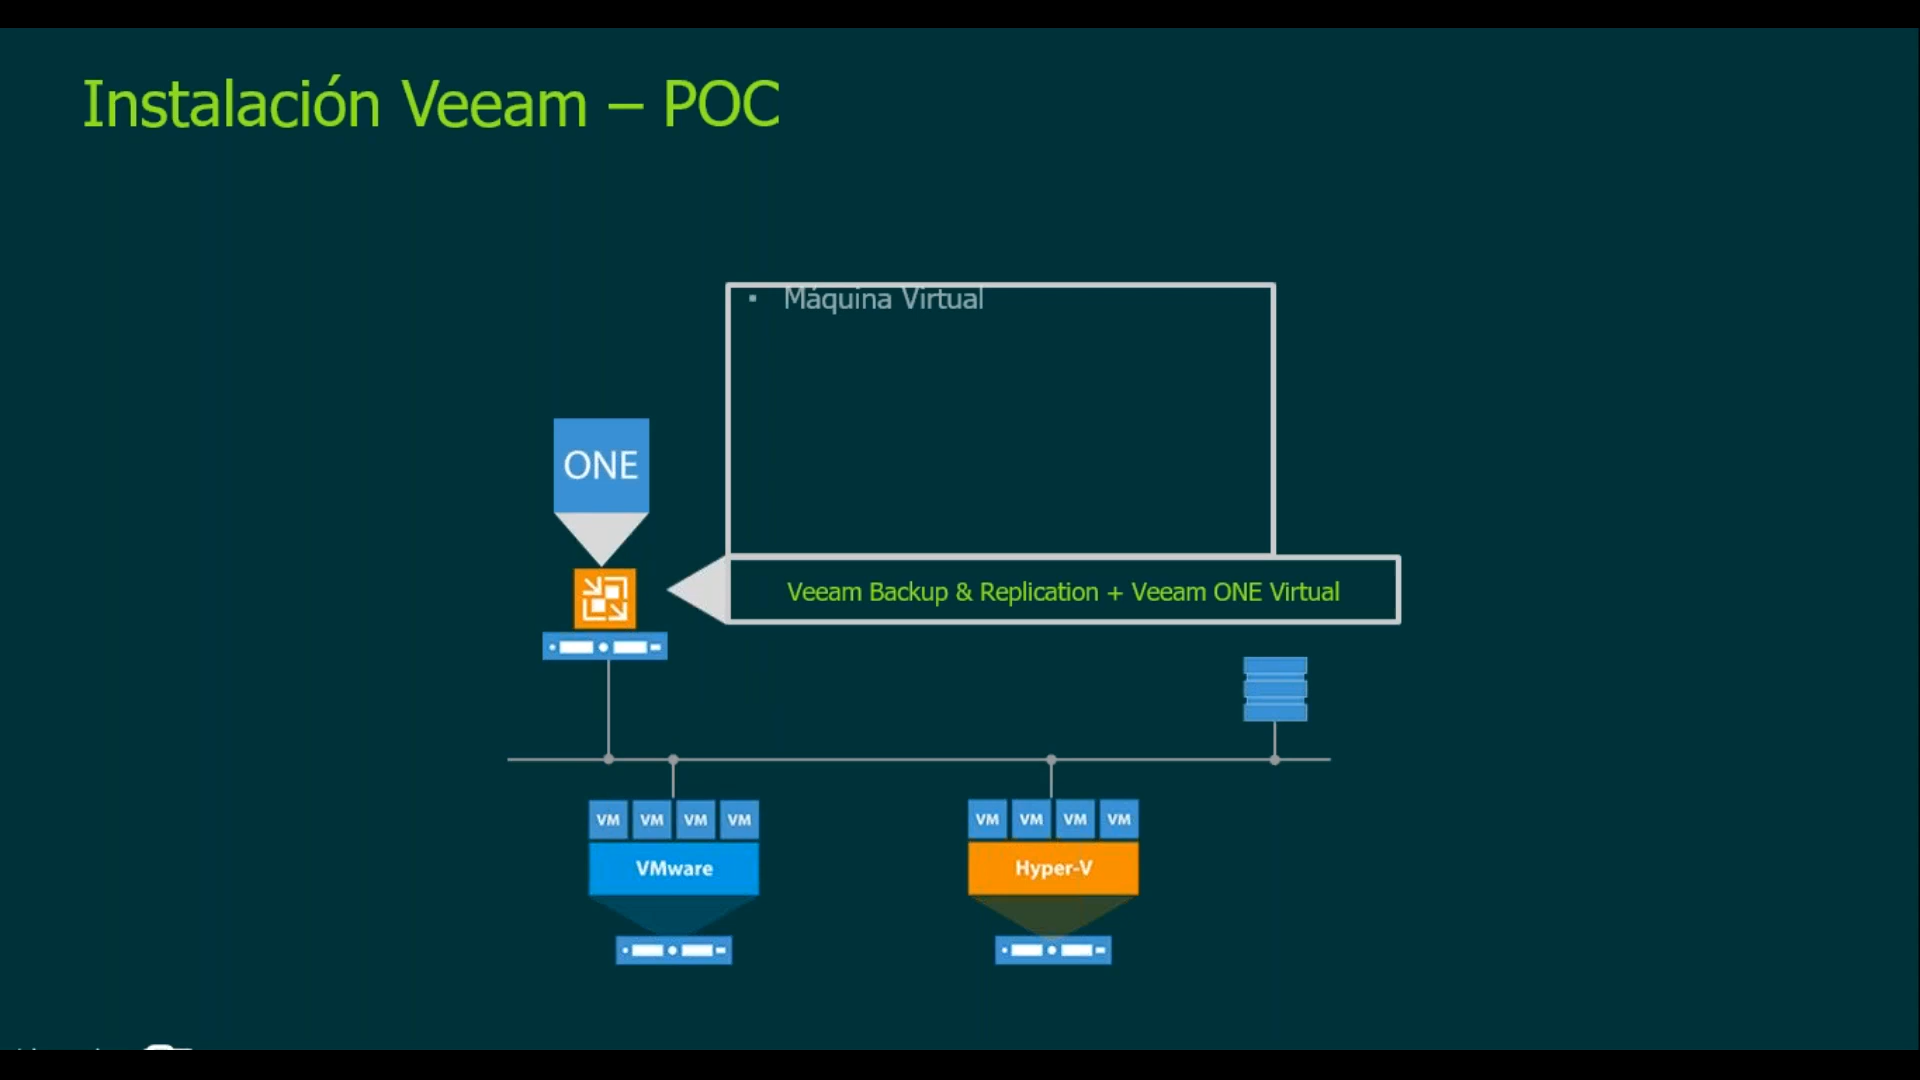 Instalación Veeam – POC
▪ Máquina Virtual
ONE
Veeam Backup & Replication + Veeam ONE Virtual
VM VM VM VM
VM VM VM VM
VMware
Hyper-V